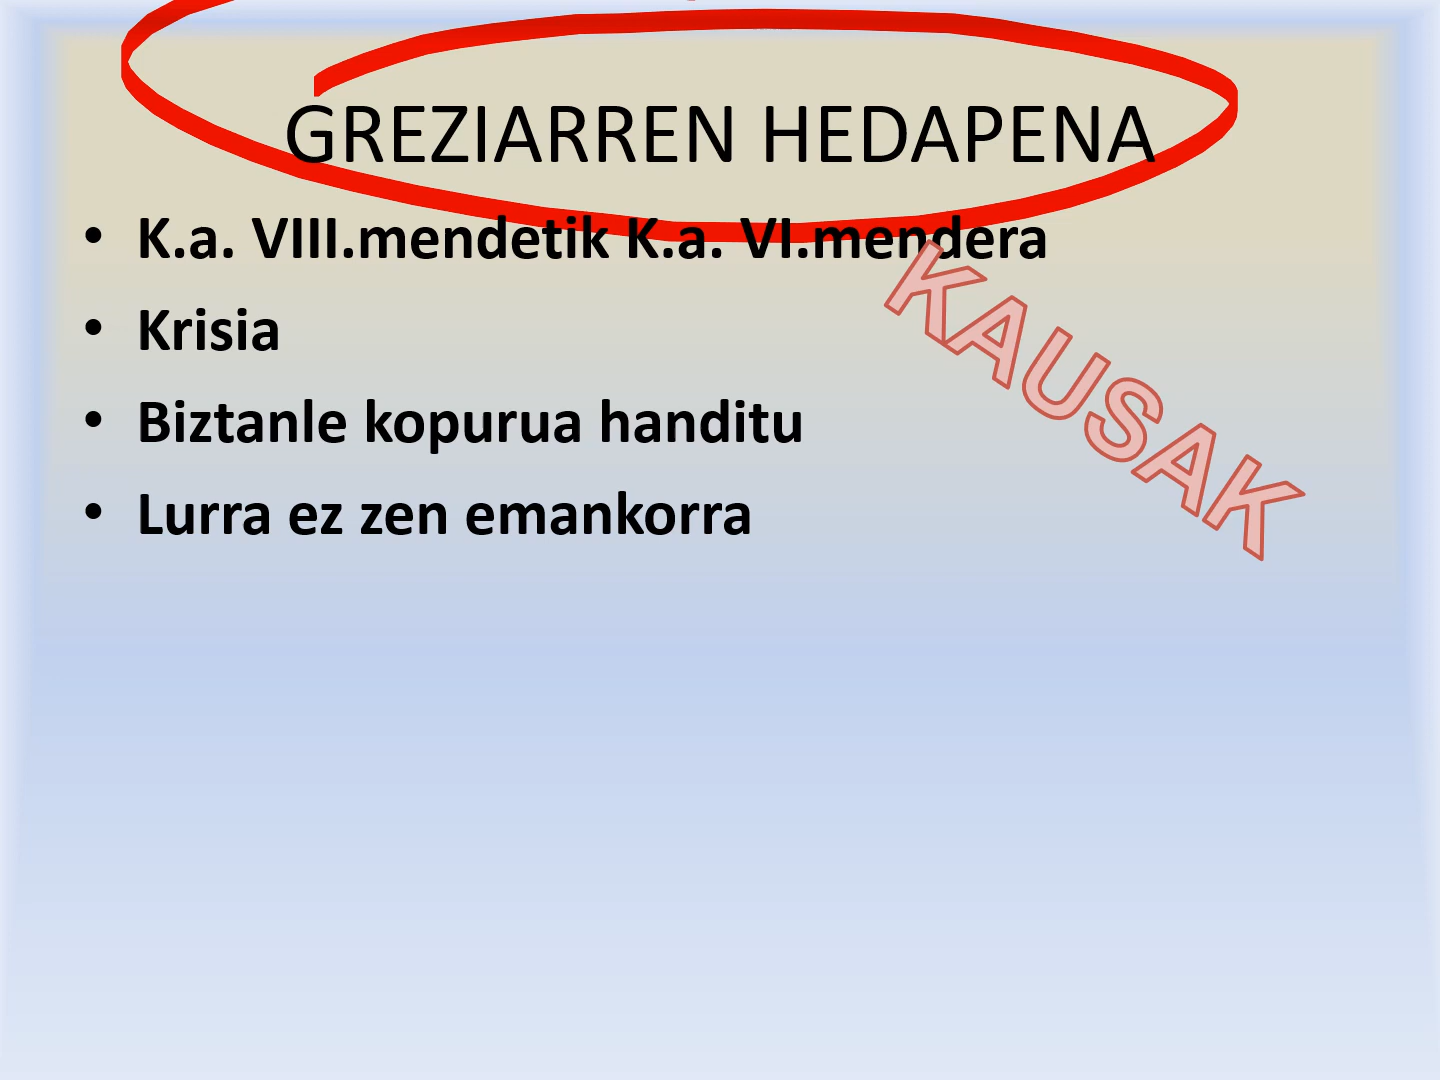 GREZIARREN HEDAPENA
• K.a. VIII.mendetik K.a. VI.mendera
• Krisia
• Biztanle kopurua handitu
• Lurra ez zen emankorra
KAUSAK